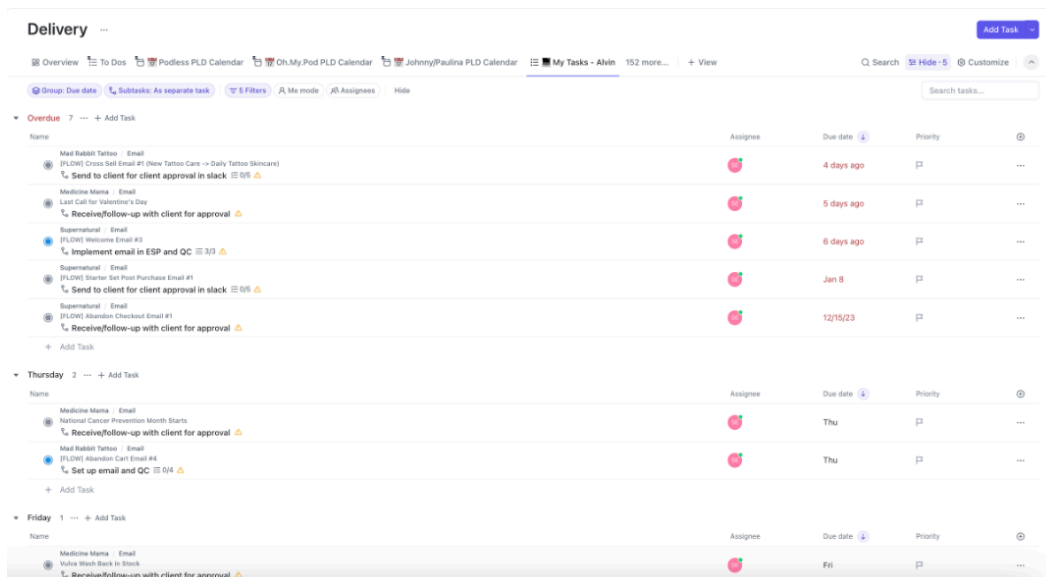 Delivery ...
Add Task
Overview To Dos Podless PLD Calendar Oh.My.Pod PLD Calendar Johnny/Paulina PLD Calendar My Tasks - Alvin 152 more... + View Search Hide · 5 Customize
Group: Due date Subtasks: As separate task 5 Filters Me mode Assignees Hide Search tasks...
Overdue 7 ... + Add Task
Name Assignee Due date Priority
Mad Rabbit Tattoo / Email
[FLOW] Cross Sell Email #1 (New Tattoo Care -> Daily Tattoo Skincare)
Send to client for client approval in slack 0/5 4 days ago
Medicine Mama / Email
Last Call for Valentine's Day
Receive/follow-up with client for approval 5 days ago
Supernatural / Email
[FLOW] Welcome Email #3
Implement email in ESP and QC 3/3 6 days ago
Supernatural / Email
[FLOW] Starter Set Post Purchase Email #1
Send to client for client approval in slack 0/5 Jan 8
Supernatural / Email
[FLOW] Abandon Checkout Email #1
Receive/follow-up with client for approval 12/15/23
+ Add Task
Thursday 2 ... + Add Task
Name Assignee Due date Priority
Medicine Mama / Email
National Cancer Prevention Month Starts
Receive/follow-up with client for approval Thu
Mad Rabbit Tattoo / Email
[FLOW] Abandon Cart Email #4
Set up email and QC 0/4 Thu
+ Add Task
Friday 1 ... + Add Task
Name Assignee Due date Priority
Medicine Mama / Email
Vulva Wash Back in Stock
Receive/follow-up with client for approval Fri